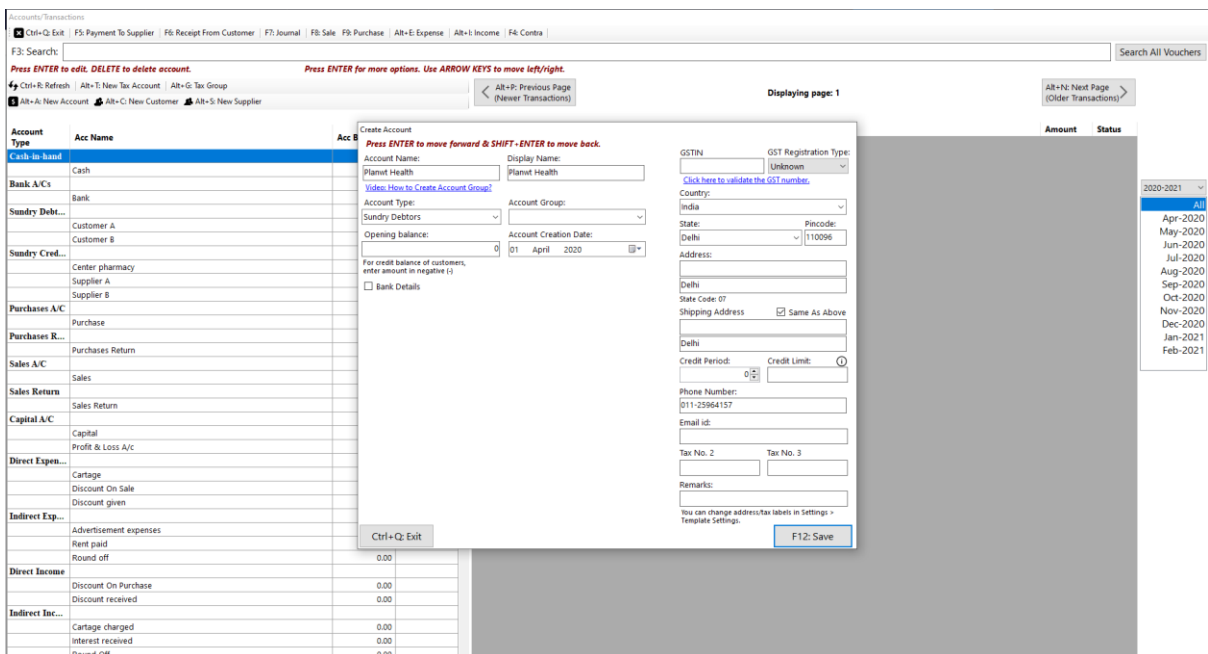 Accounts/Transactions
Ctrl+Q: Exit F5: Payment To Supplier F6: Receipt From Customer F7: Journal F8: Sale F9: Purchase Alt+E: Expense Alt+I: Income F4: Contra
F3: Search: Search All Vouchers
Press ENTER to edit, DELETE to delete account. Press ENTER for more options. Use ARROW KEYS to move left/right.
Ctrl+R: Refresh Alt+T: New Tax Account Alt+G: Tax Group
Alt+A: New Account Alt+C: New Customer Alt+S: New Supplier
Alt+P: Previous Page
(Newer Transactions)
Displaying page: 1
Alt+N: Next Page
(Older Transactions)
Account
Type
Acc Name
Acc B
Amount Status
Cash-in-hand
Cash
Bank A/Cs
Bank
Sundry Debt...
Customer A
Customer B
Sundry Cred...
Center pharmacy
Supplier A
Supplier B
Purchases A/C
Purchase
Purchases R...
Purchases Return
Sales A/C
Sales
Sales Return
Sales Return
Capital A/C
Capital
Profit & Loss A/c
Direct Expen...
Cartage
Discount On Sale
Discount given
Indirect Exp...
Advertisement expenses
Rent paid
Round off 0.00
Direct Income
Discount On Purchase 0.00
Discount received 0.00
Indirect Inc...
Cartage charged 0.00
Interest received 0.00
Round Off 0.00
Create Account
Press ENTER to move forward & SHIFT+ENTER to move back.
Account Name: Display Name:
Planwt Health Planwt Health
Video: How to Create Account Group?
Account Type: Account Group:
Sundry Debtors
Opening balance: Account Creation Date:
0 01 April 2020
For credit balance of customers,
enter amount in negative (-)
Bank Details
Ctrl+Q: Exit
GSTIN GST Registration Type:
Unknown
Click here to validate the GST number.
Country:
India
State: Pincode:
Delhi 110096
Address:
Delhi
State Code: 07
Shipping Address Same As Above
Delhi
Credit Period: Credit Limit:
0
Phone Number:
011-25964157
Email id:
Tax No. 2 Tax No. 3
Remarks:
You can change address/tax labels in Settings >
Template Settings.
F12: Save
2020-2021
All
Apr-2020
May-2020
Jun-2020
Jul-2020
Aug-2020
Sep-2020
Oct-2020
Nov-2020
Dec-2020
Jan-2021
Feb-2021